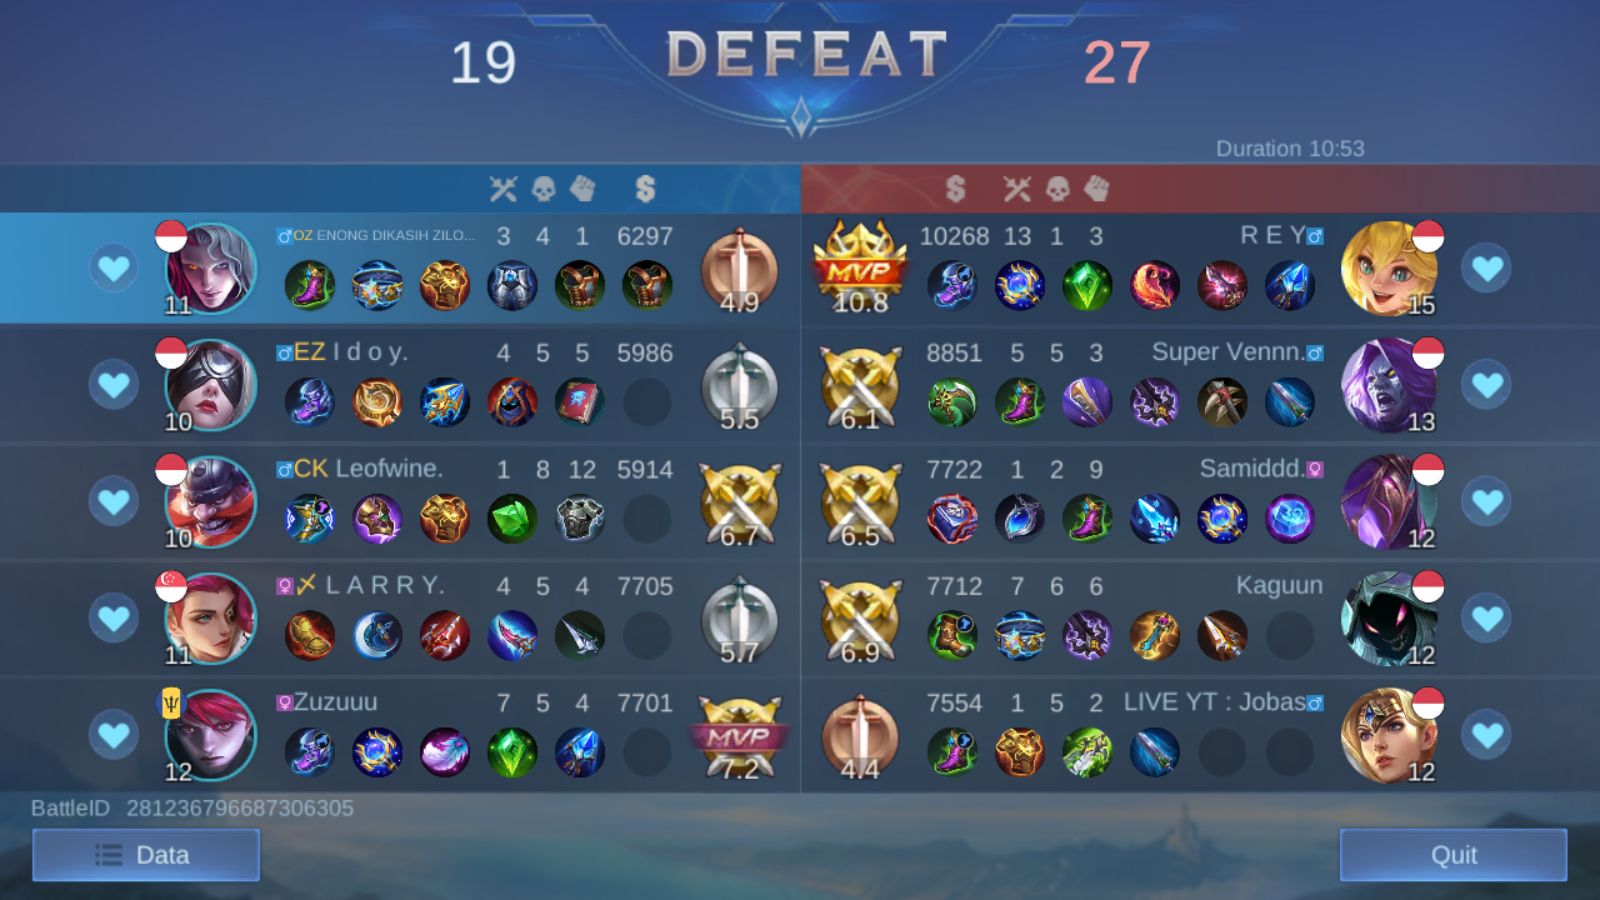 19 DEFEAT 27
Duration 10:53
11 OZ ENONG DIKASIH ZILO... 3 4 1 6297 4.9
MVP 10.8 10268 13 1 3 R E Y 15
10 EZ I d o y. 4 5 5 5986 5.5
6.1 8851 5 5 3 Super Vennn. 13
10 CK Leofwine. 1 8 12 5914 6.7
6.5 7722 1 2 9 Samiddd. 12
11 L A R R Y. 4 5 4 7705 5.7
6.9 7712 7 6 6 Kaguun 12
12 Zuzuuu 7 5 4 7701 MVP 7.2
4.4 7554 1 5 2 LIVE YT : Jobas 12
BattleID 281236796687306305
Data
Quit